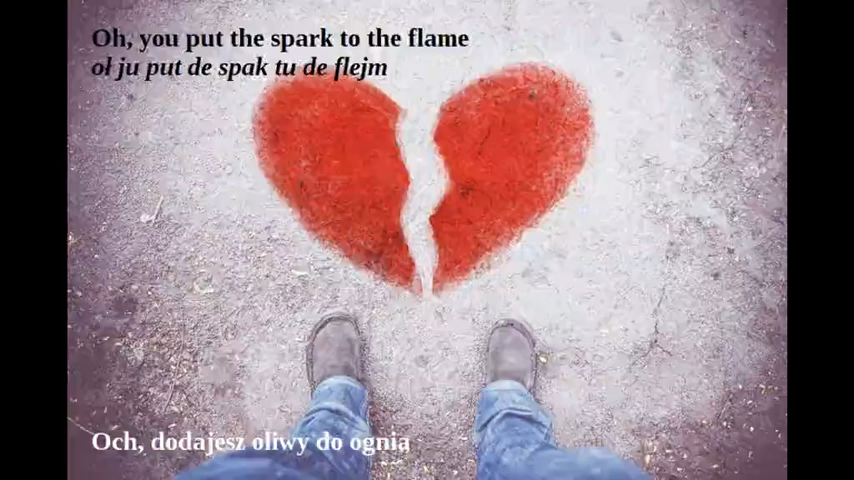 Oh, you put the spark to the flame
oł ju put de spak tu de flejm
Och, dodajesz oliwy do ognia